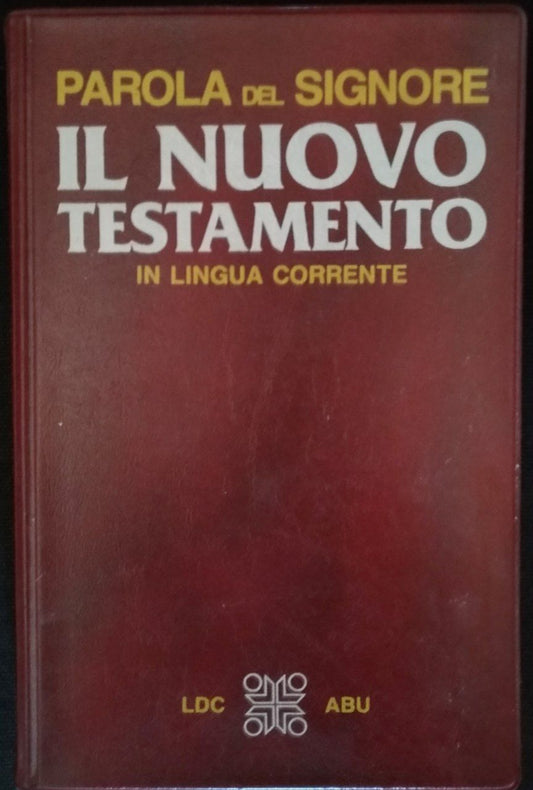 PAROLA DEL SIGNORE
IL NUOVO
TESTAMENTO
IN LINGUA CORRENTE
LDC ABU